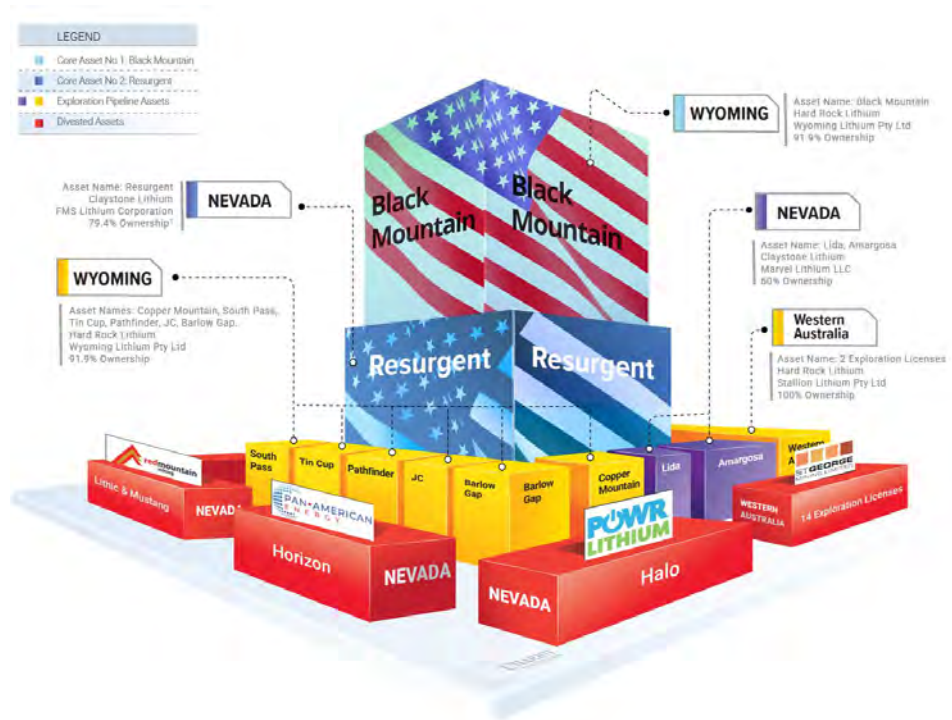 LEGEND
Core Asset No 1: Black Mountain
Core Asset No 2: Resurgent
Exploration Pipeline Assets
Divested Assets
WYOMING
Asset Name: Black Mountain
Hard Rock Lithium
Wyoming Lithium Pty Ltd
91.9% Ownership
Asset Name: Resurgent
Claystone Lithium
FMS Lithium Corporation
79.4% Ownership¹
NEVADA
NEVADA
Asset Name: Lida, Amargosa
Claystone Lithium
Marvel Lithium LLC
60% Ownership
WYOMING
Asset Names: Copper Mountain, South Pass,
Tin Cup, Pathfinder, JC, Barlow Gap.
Hard Rock Lithium
Wyoming Lithium Pty Ltd
91.9% Ownership
Western
Australia
Asset Name: 2 Exploration Licenses
Hard Rock Lithium
Stallion Lithium Pty Ltd
100% Ownership
Black
Mountain
Black
Mountain
Resurgent
Resurgent
South
Pass
Tin Cup
Pathfinder
JC
Barlow
Gap
Barlow
Gap
Copper
Mountain
Lida
Amargosa
Western
redmountain
Lithic & Mustang
NEVADA
PAN AMERICAN
ENERGY
Horizon
NEVADA
POWR
LITHIUM
NEVADA
Halo
ST GEORGE
WESTERN
AUSTRALIA
14 Exploration Licenses